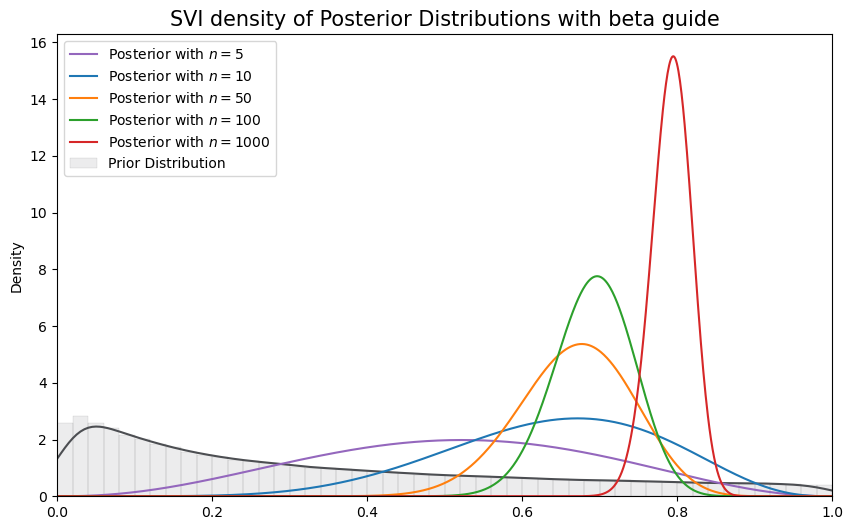 SVI density of Posterior Distributions with beta guide
16
14
12
10
8
6
4
2
0
Density
Posterior with n = 5
Posterior with n = 10
Posterior with n = 50
Posterior with n = 100
Posterior with n = 1000
Prior Distribution
0.0 0.2 0.4 0.6 0.8 1.0